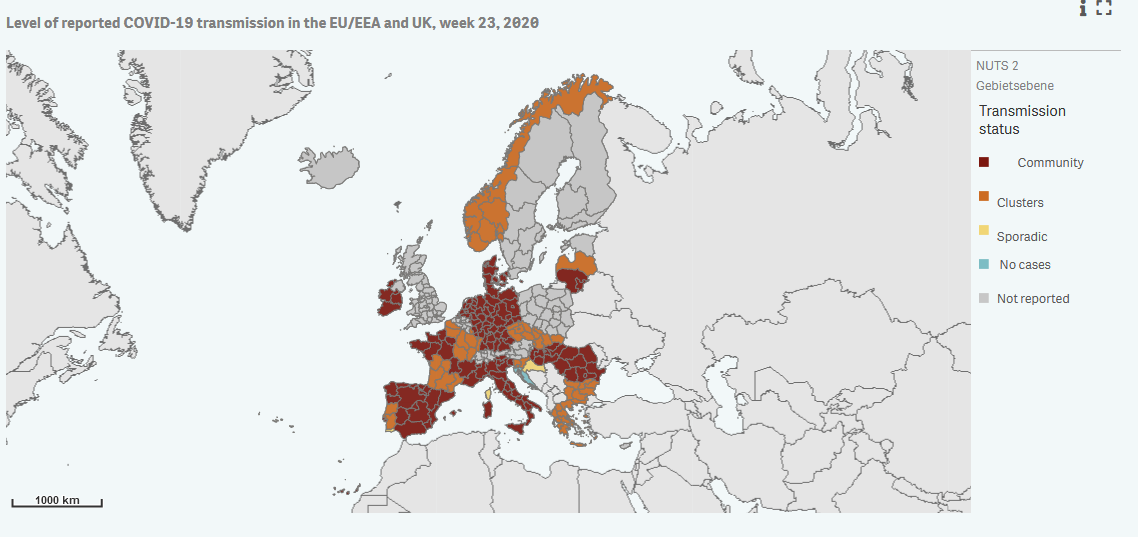 Level of reported COVID-19 transmission in the EU/EEA and UK, week 23, 2020
NUTS 2
Gebietsebene
Transmission
status
Community
Clusters
Sporadic
No cases
Not reported
1000 km